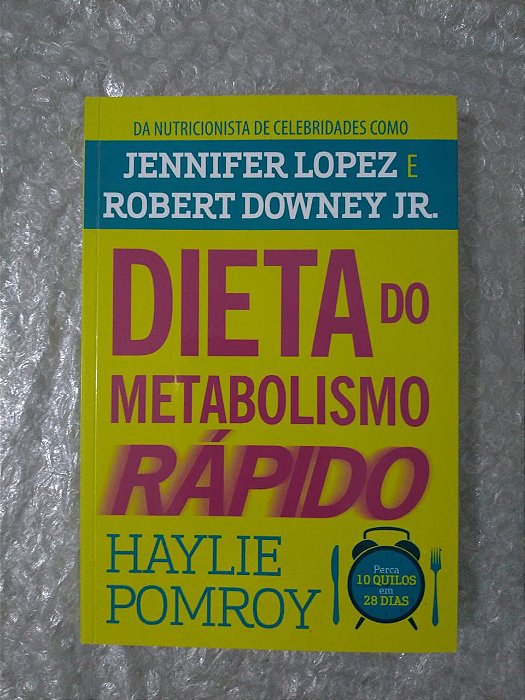 DA NUTRICIONISTA DE CELEBRIDADES COMO
JENNIFER LOPEZ E
ROBERT DOWNEY JR.
DIETA DO
METABOLISMO
RÁPIDO
HAYLIE
POMROY
Perca
10 QUILOS
em
28 DIAS